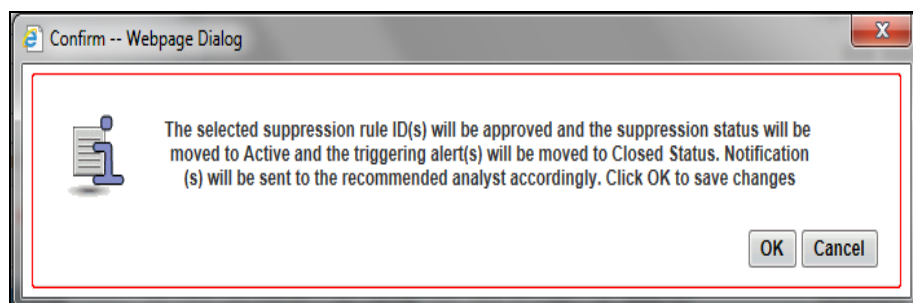 Confirm -- Webpage Dialog
X
The selected suppression rule ID(s) will be approved and the suppression status will be
moved to Active and the triggering alert(s) will be moved to Closed Status. Notification
(s) will be sent to the recommended analyst accordingly. Click OK to save changes
OK Cancel